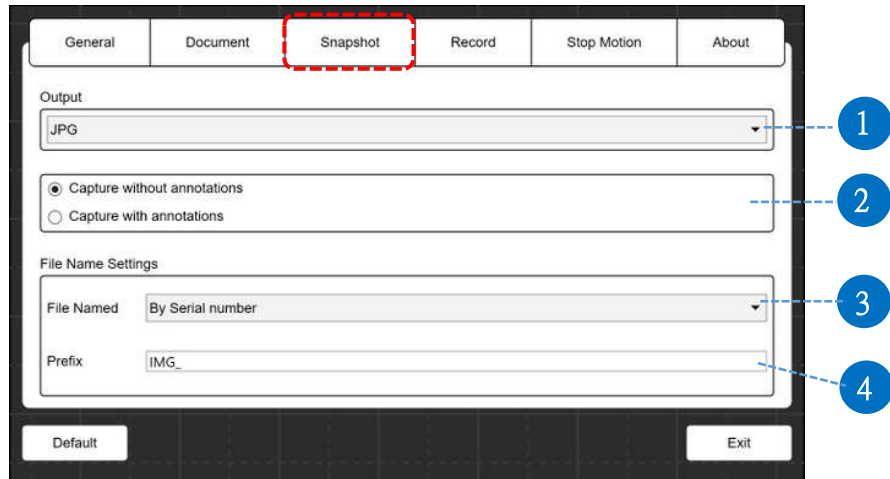 General Document Snapshot Record Stop Motion About
Output
JPG
1
Capture without annotations
2
Capture with annotations
File Name Settings
File Named By Serial number
3
Prefix IMG_
4
Default Exit